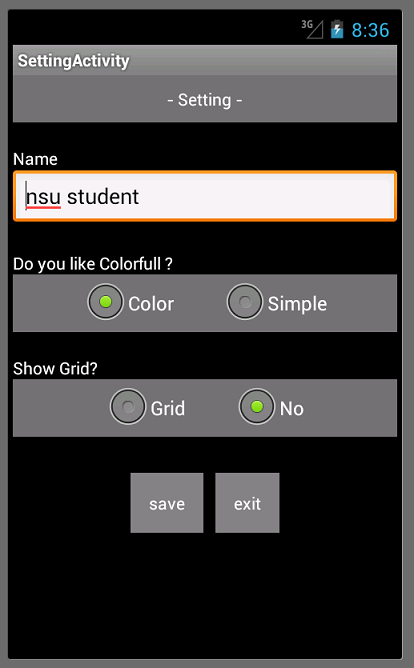 3G 8:36
SettingActivity
- Setting -
Name
nsu student
Do you like Colorfull ?
Color Simple
Show Grid?
Grid No
save exit